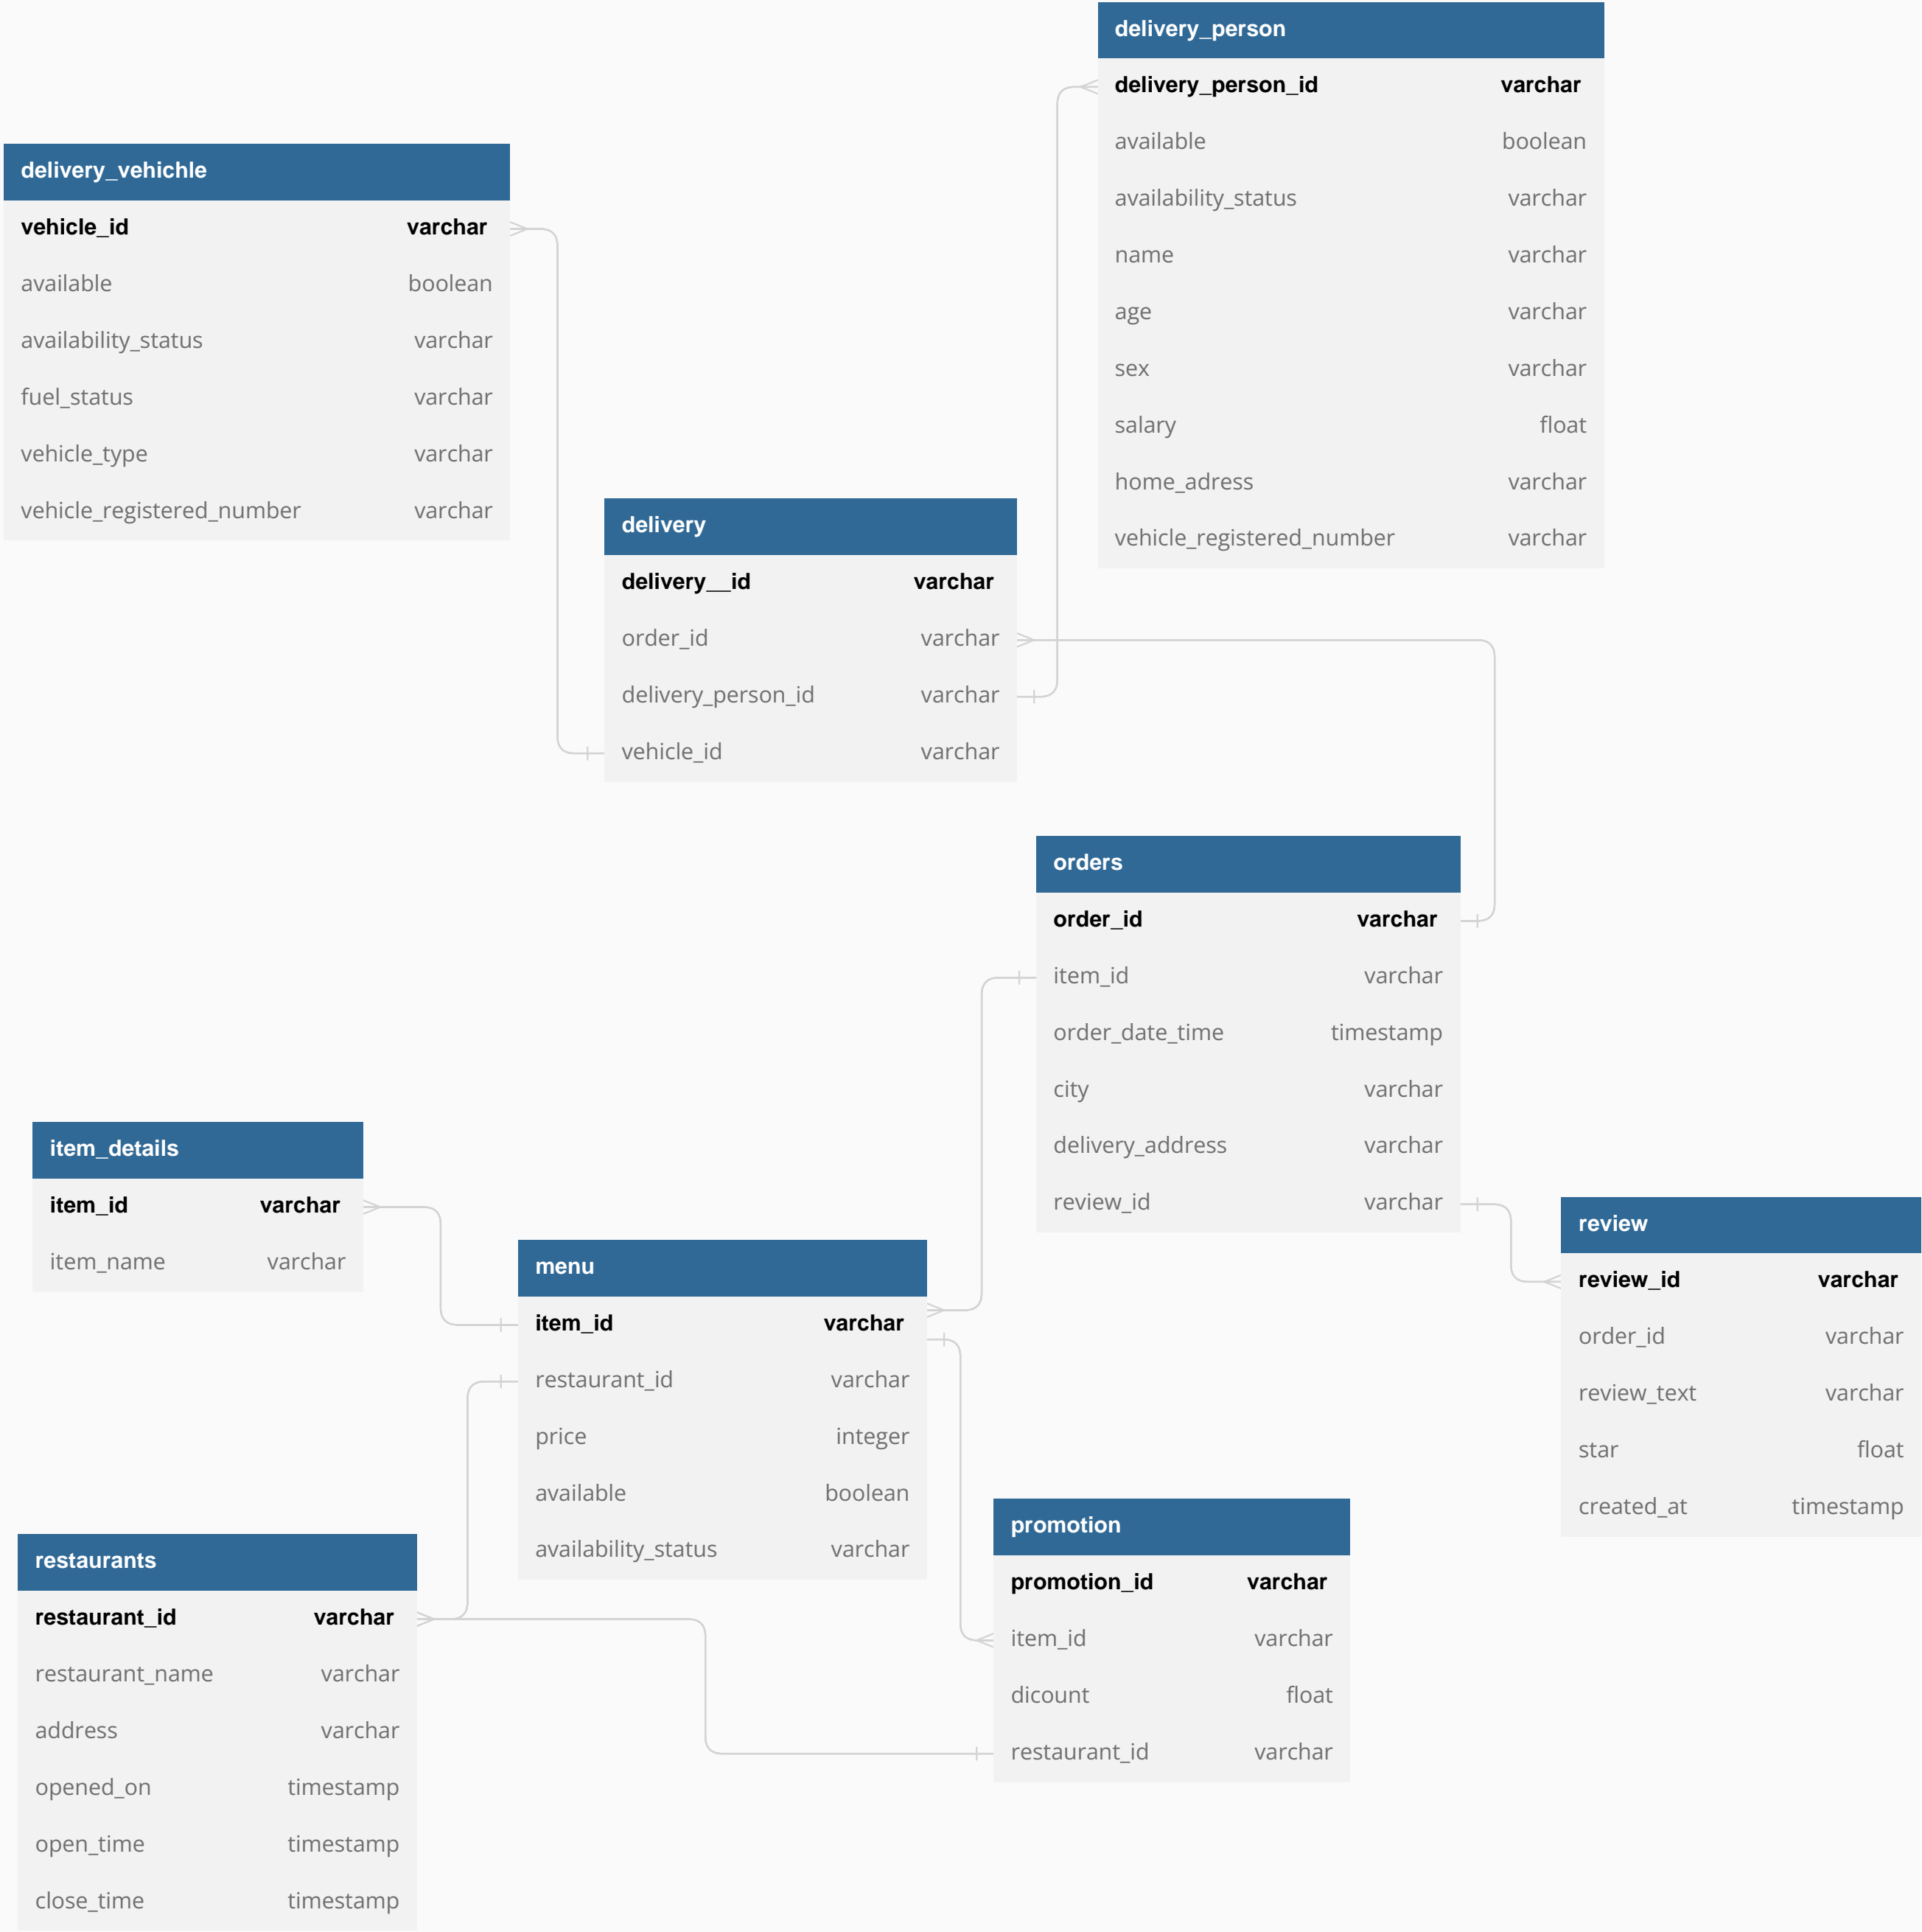 delivery_person
delivery_person_id varchar
available boolean
availability_status varchar
name varchar
age varchar
sex varchar
salary float
home_adress varchar
vehicle_registered_number varchar
delivery_vehichle
vehicle_id varchar
available boolean
availability_status varchar
fuel_status varchar
vehicle_type varchar
vehicle_registered_number varchar
delivery
delivery__id varchar
order_id varchar
delivery_person_id varchar
vehicle_id varchar
orders
order_id varchar
item_id varchar
order_date_time timestamp
city varchar
delivery_address varchar
review_id varchar
item_details
item_id varchar
item_name varchar
menu
item_id varchar
restaurant_id varchar
price integer
available boolean
availability_status varchar
review
review_id varchar
order_id varchar
review_text varchar
star float
created_at timestamp
promotion
promotion_id varchar
item_id varchar
dicount float
restaurant_id varchar
restaurants
restaurant_id varchar
restaurant_name varchar
address varchar
opened_on timestamp
open_time timestamp
close_time timestamp